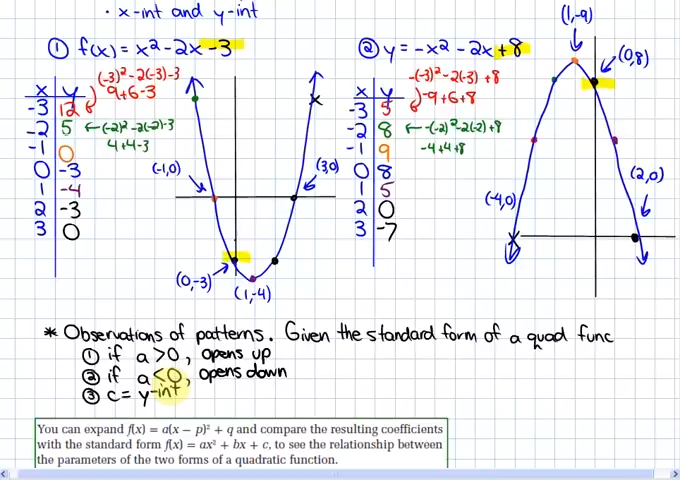 • x-int and y-int
① f(x) = x² - 2x - 3
x y
-3 12
-2 5
-1 0
0 -3
1 -4
2 -3
3 0
(-3)² - 2(-3) - 3
9 + 6 - 3
← (-2)² - 2(-2) - 3
4 + 4 - 3
(-1,0)
(3,0)
(0,-3)
(1,-4)
② y = -x² - 2x + 8
x y
-3 5
-2 8
-1 9
0 8
1 5
2 0
3 -7
-(-3)² - 2(-3) + 8
-9 + 6 + 8
← -(-2)² - 2(-2) + 8
-4 + 4 + 8
(1,-9)
(0,8)
(-4,0)
(2,0)
* Observations of patterns. Given the standard form of a quad func
① if a > 0, opens up
② if a < 0, opens down
③ c = y-int
You can expand f(x) = a(x − p)² + q and compare the resulting coefficients
with the standard form f(x) = ax² + bx + c, to see the relationship between
the parameters of the two forms of a quadratic function.